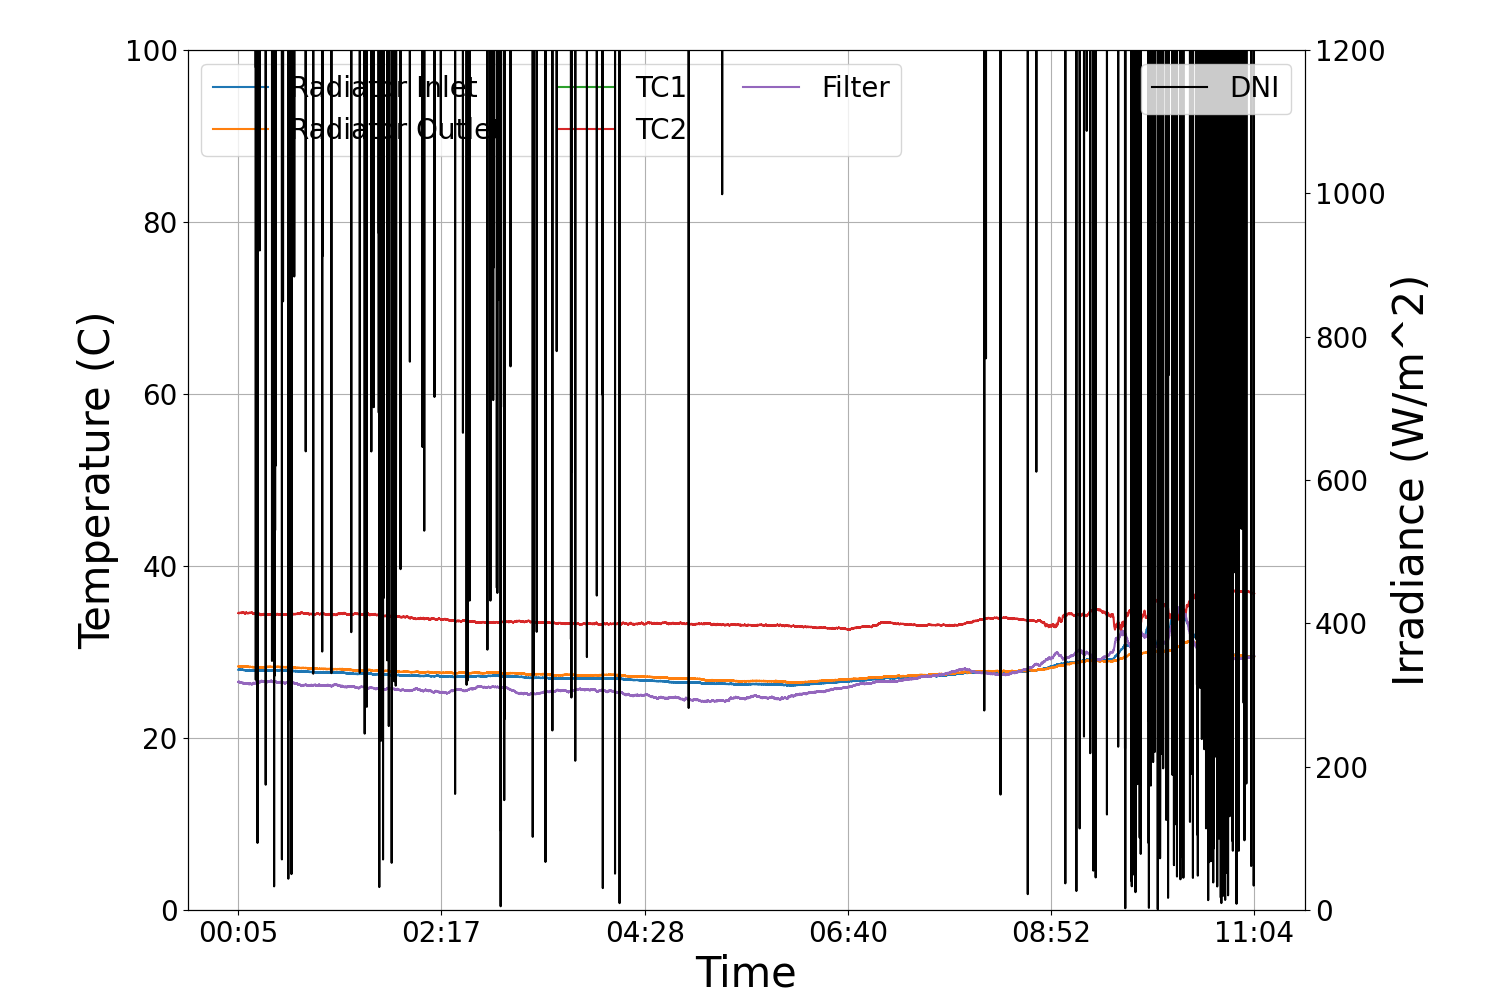 100
80
60
40
20
0
Temperature (C)
Radiator Inlet
Radiator Outlet
TC1
TC2
Filter
DNI
1200
1000
800
600
400
200
0
Irradiance (W/m^2)
00:05
02:17
04:28
06:40
08:52
11:04
Time